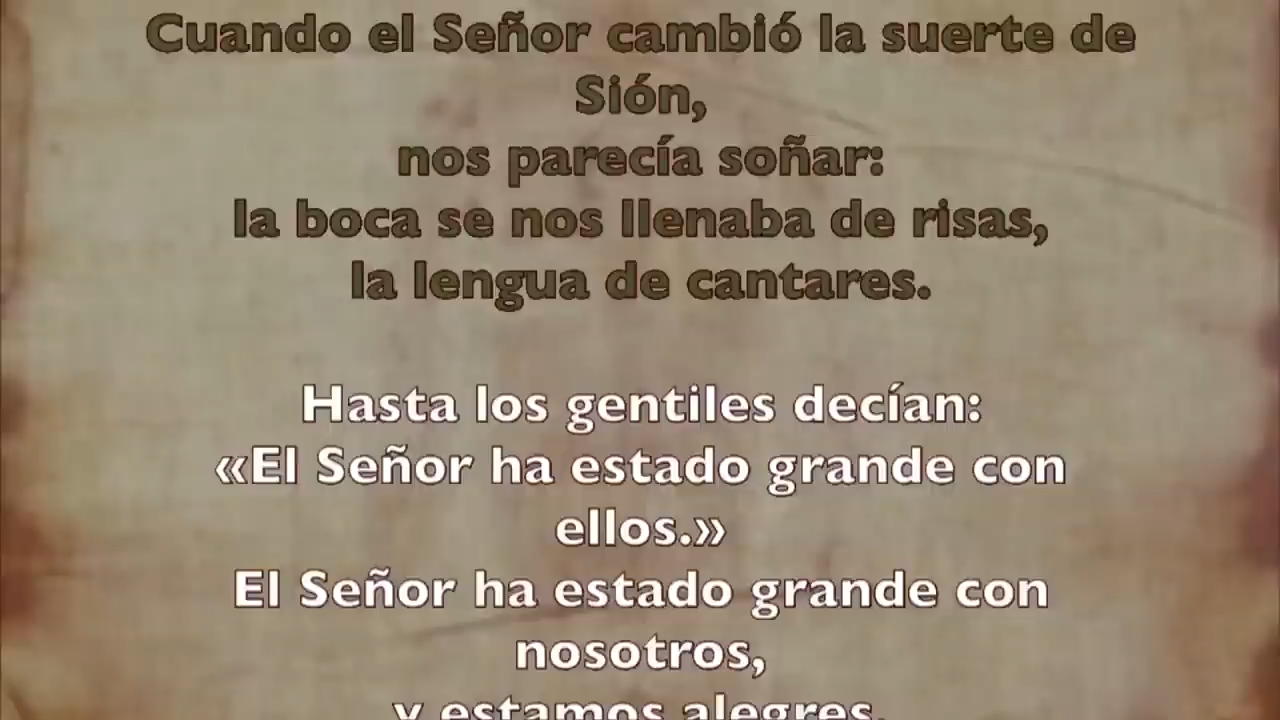 Cuando el Señor cambió la suerte de
Sión,
nos parecía soñar:
la boca se nos llenaba de risas,
la lengua de cantares.
Hasta los gentiles decían:
«El Señor ha estado grande con
ellos.»
El Señor ha estado grande con
nosotros,
y estamos alegres.